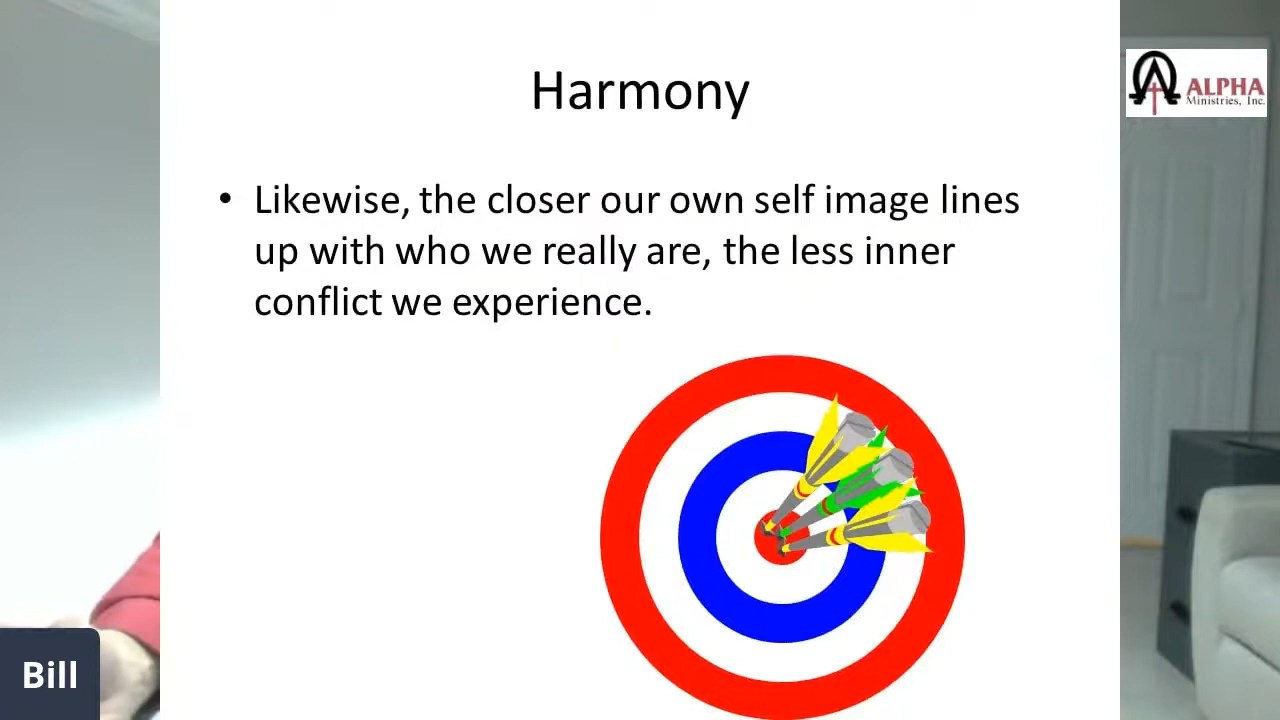 Harmony
ALPHA
Ministries, Inc.
• Likewise, the closer our own self image lines
up with who we really are, the less inner
conflict we experience.
Bill